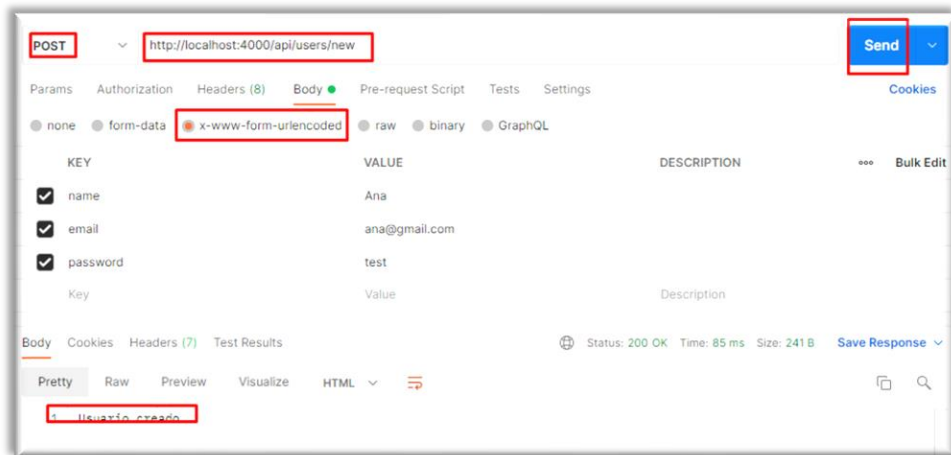 POST http://localhost:4000/api/users/new Send
Params Authorization Headers (8) Body Pre-request Script Tests Settings Cookies
none form-data x-www-form-urlencoded raw binary GraphQL
KEY VALUE DESCRIPTION ooo Bulk Edit
name Ana
email ana@gmail.com
password test
Key Value Description
Body Cookies Headers (7) Test Results Status: 200 OK Time: 85 ms Size: 241 B Save Response
Pretty Raw Preview Visualize HTML
1 Usuario creado